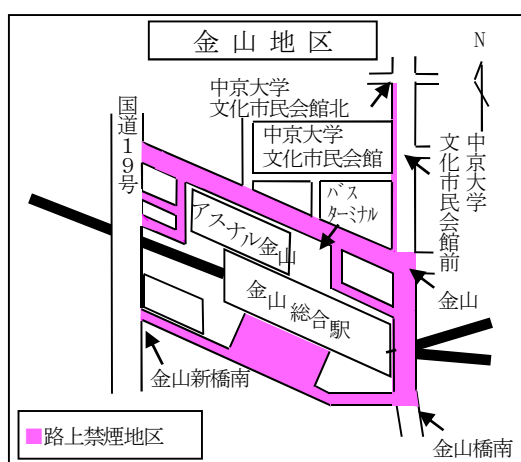 金山地区
N
中京大学
文化市民会館北
国道19号
中京大学
文化市民会館
中京大学
文化市民会館前
バス
ターミナル
アスナル金山
金山
金山総合駅
金山新橋南
路上禁煙地区
金山橋南